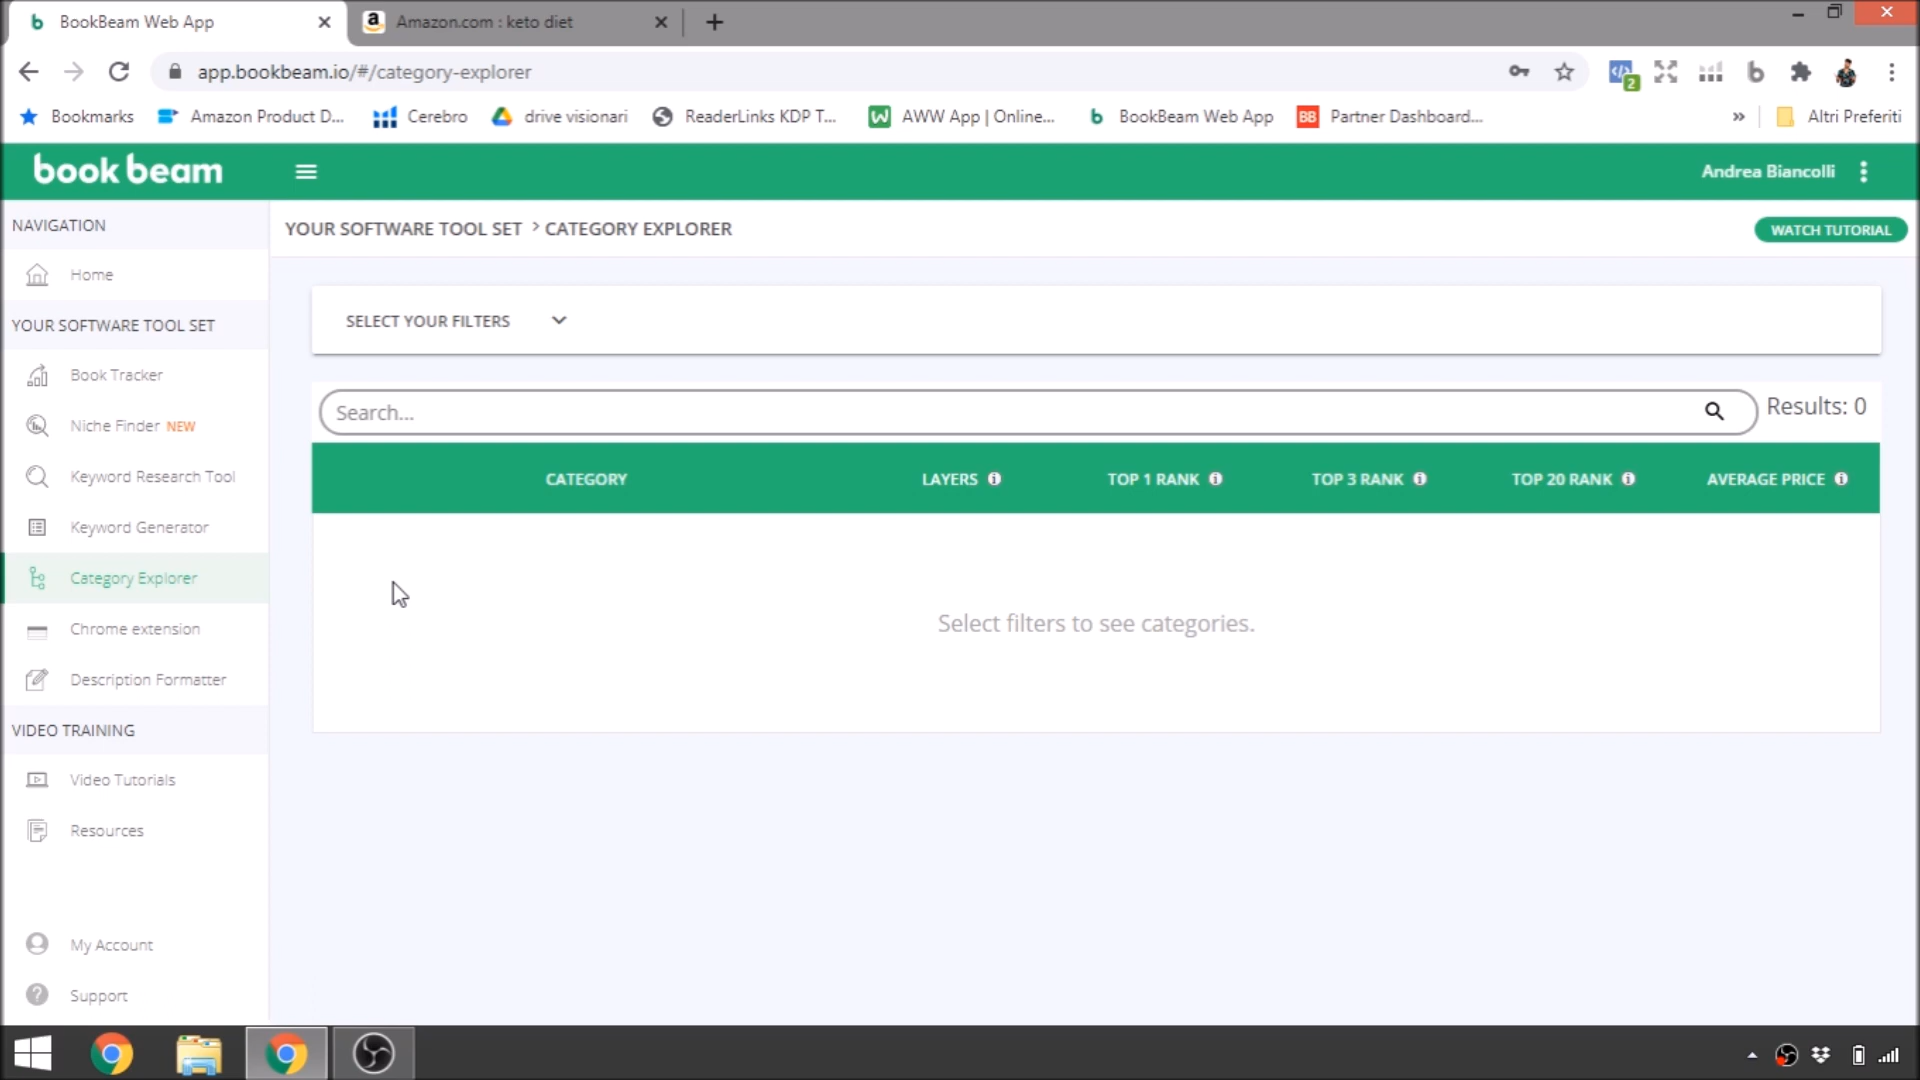 BookBeam Web App
Amazon.com : keto diet
app.bookbeam.io/#/category-explorer
2
Bookmarks
Amazon Product D...
Cerebro
drive visionari
ReaderLinks KDP T...
AWW App | Online...
BookBeam Web App
BB
Partner Dashboard...
»
Altri Preferiti
book beam
Andrea Biancolli
NAVIGATION
YOUR SOFTWARE TOOL SET > CATEGORY EXPLORER
WATCH TUTORIAL
Home
YOUR SOFTWARE TOOL SET
SELECT YOUR FILTERS
Book Tracker
Niche Finder NEW
Keyword Research Tool
Keyword Generator
Category Explorer
Chrome extension
Description Formatter
Search...
Results: 0
CATEGORY
LAYERS
TOP 1 RANK
TOP 3 RANK
TOP 20 RANK
AVERAGE PRICE
Select filters to see categories.
VIDEO TRAINING
Video Tutorials
Resources
My Account
Support